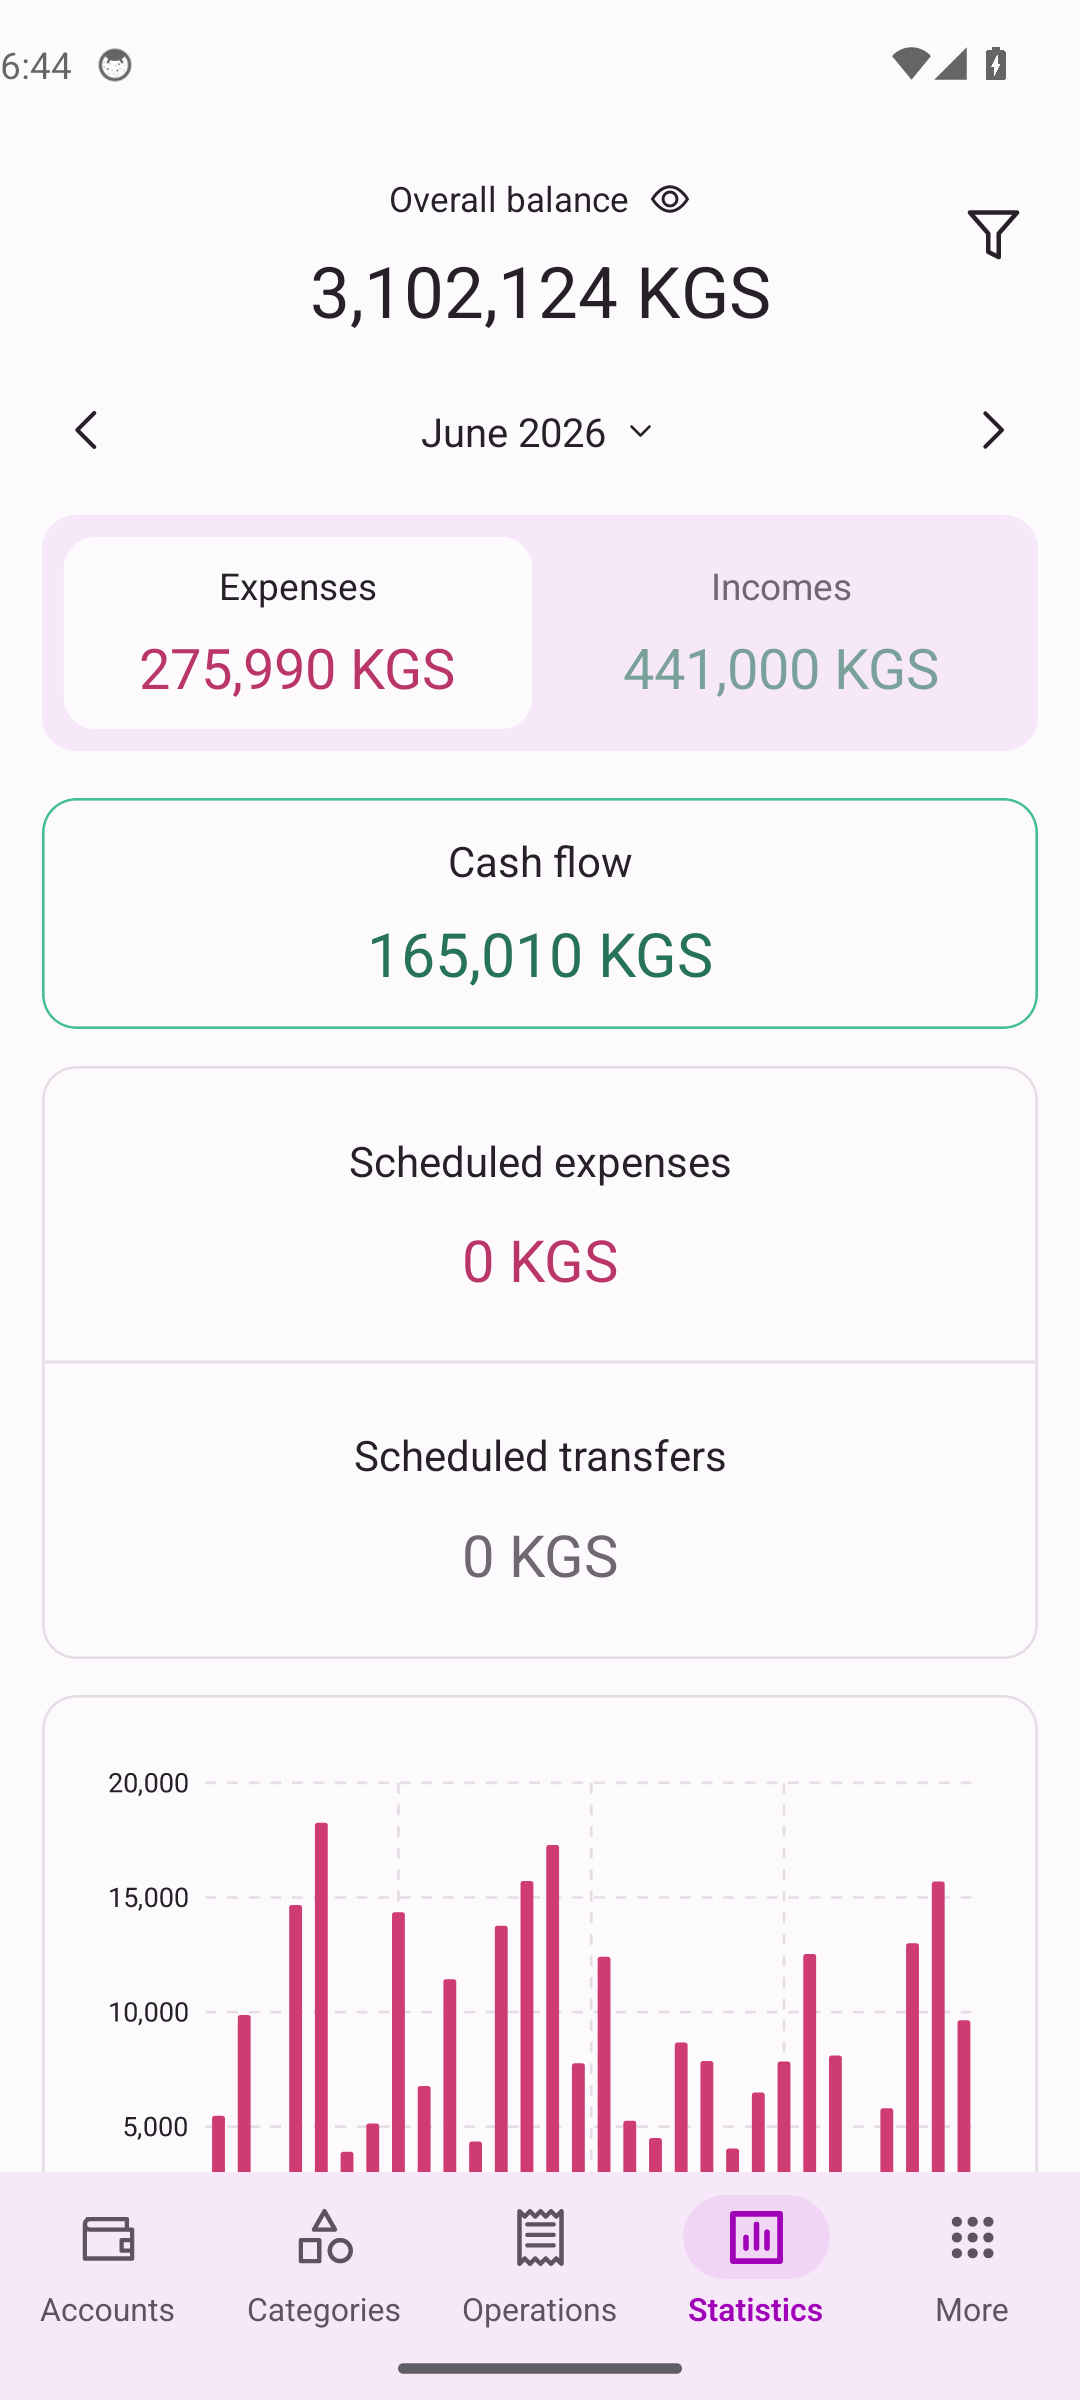 6:44
Overall balance
3,102,124 KGS
June 2026
Expenses
275,990 KGS
Incomes
441,000 KGS
Cash flow
165,010 KGS
Scheduled expenses
0 KGS
Scheduled transfers
0 KGS
20,000
15,000
10,000
5,000
Accounts
Categories
Operations
Statistics
More